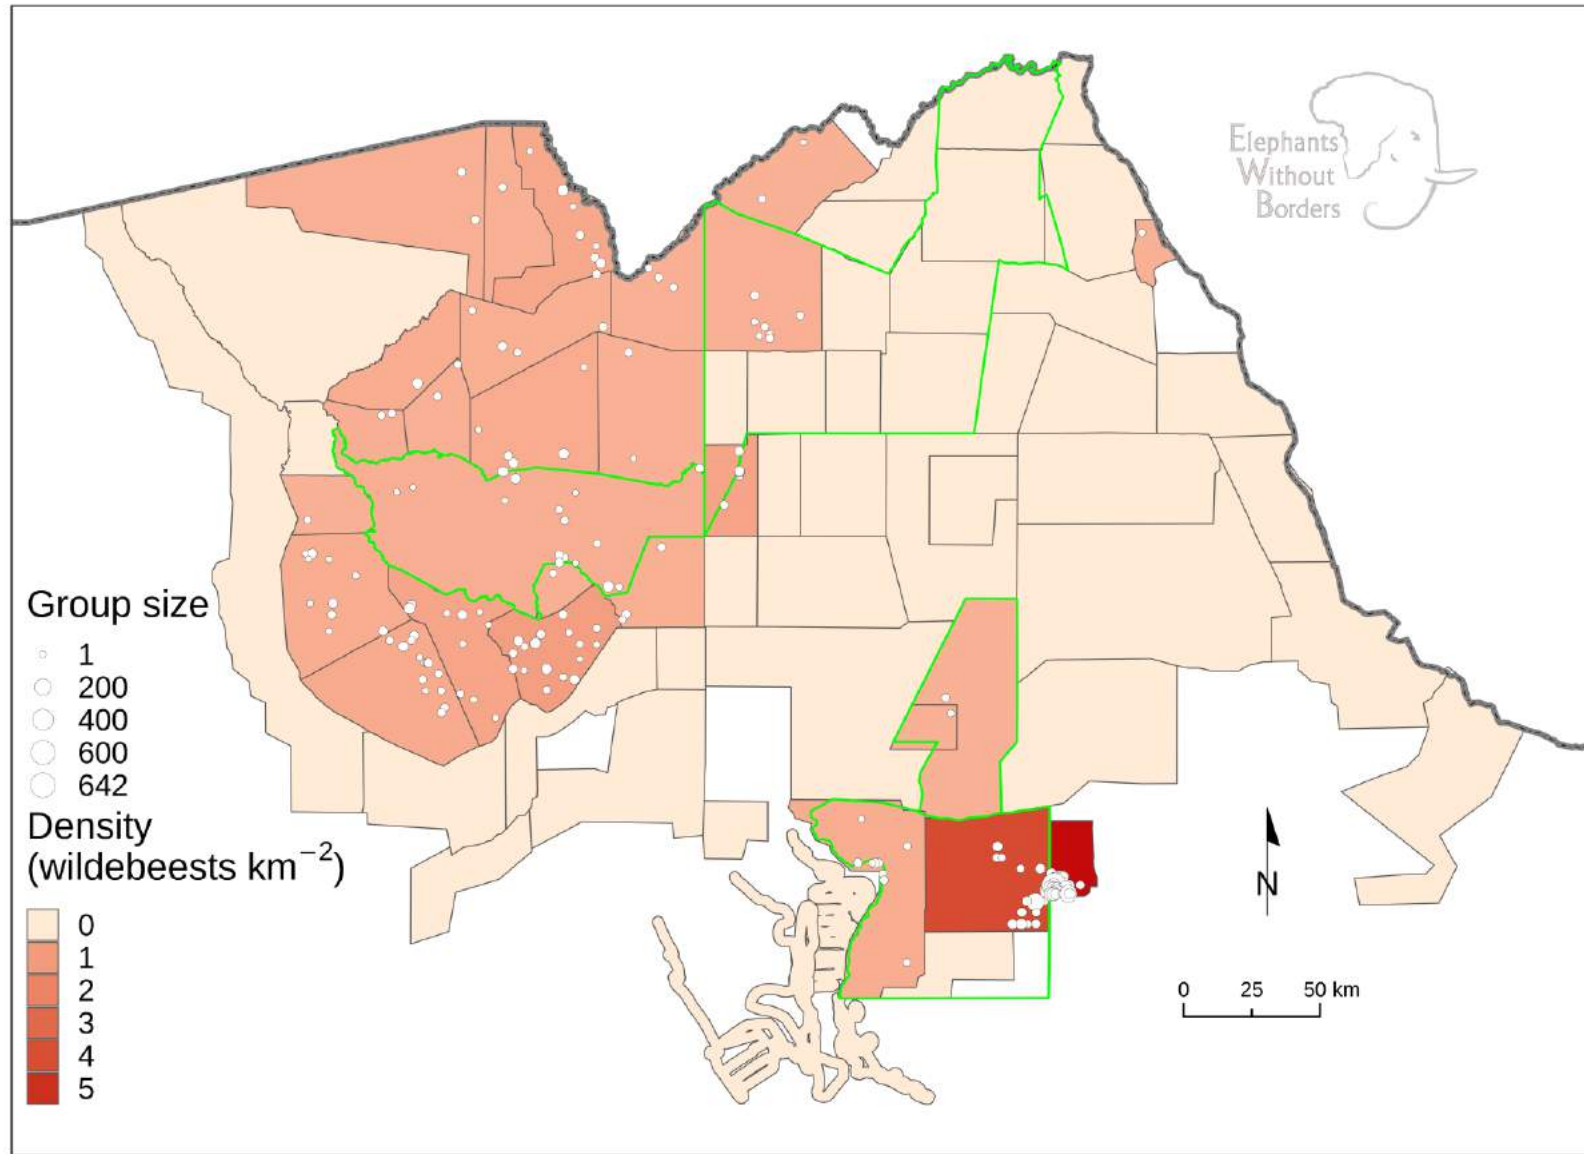 Elephants
Without
Borders
Group size
1
200
400
600
642
Density
(wildebeests km⁻²)
0
1
2
3
4
5
N
0 25 50 km